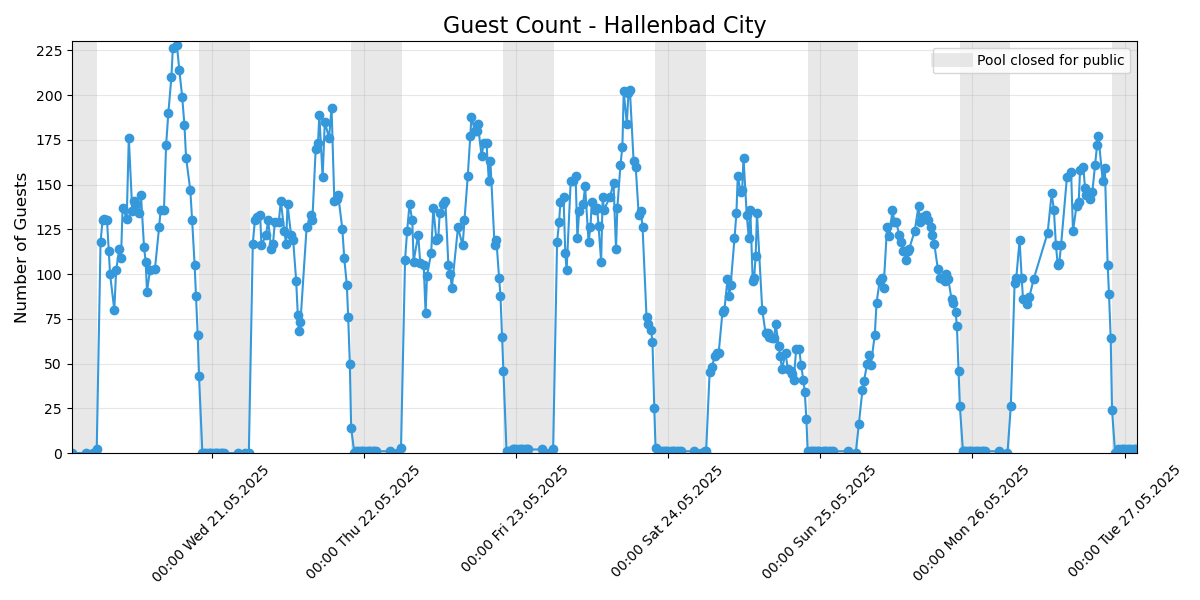 Guest Count - Hallenbad City
Pool closed for public
Number of Guests
225
200
175
150
125
100
75
50
25
0
00:00 Wed 21.05.2025
00:00 Thu 22.05.2025
00:00 Fri 23.05.2025
00:00 Sat 24.05.2025
00:00 Sun 25.05.2025
00:00 Mon 26.05.2025
00:00 Tue 27.05.2025